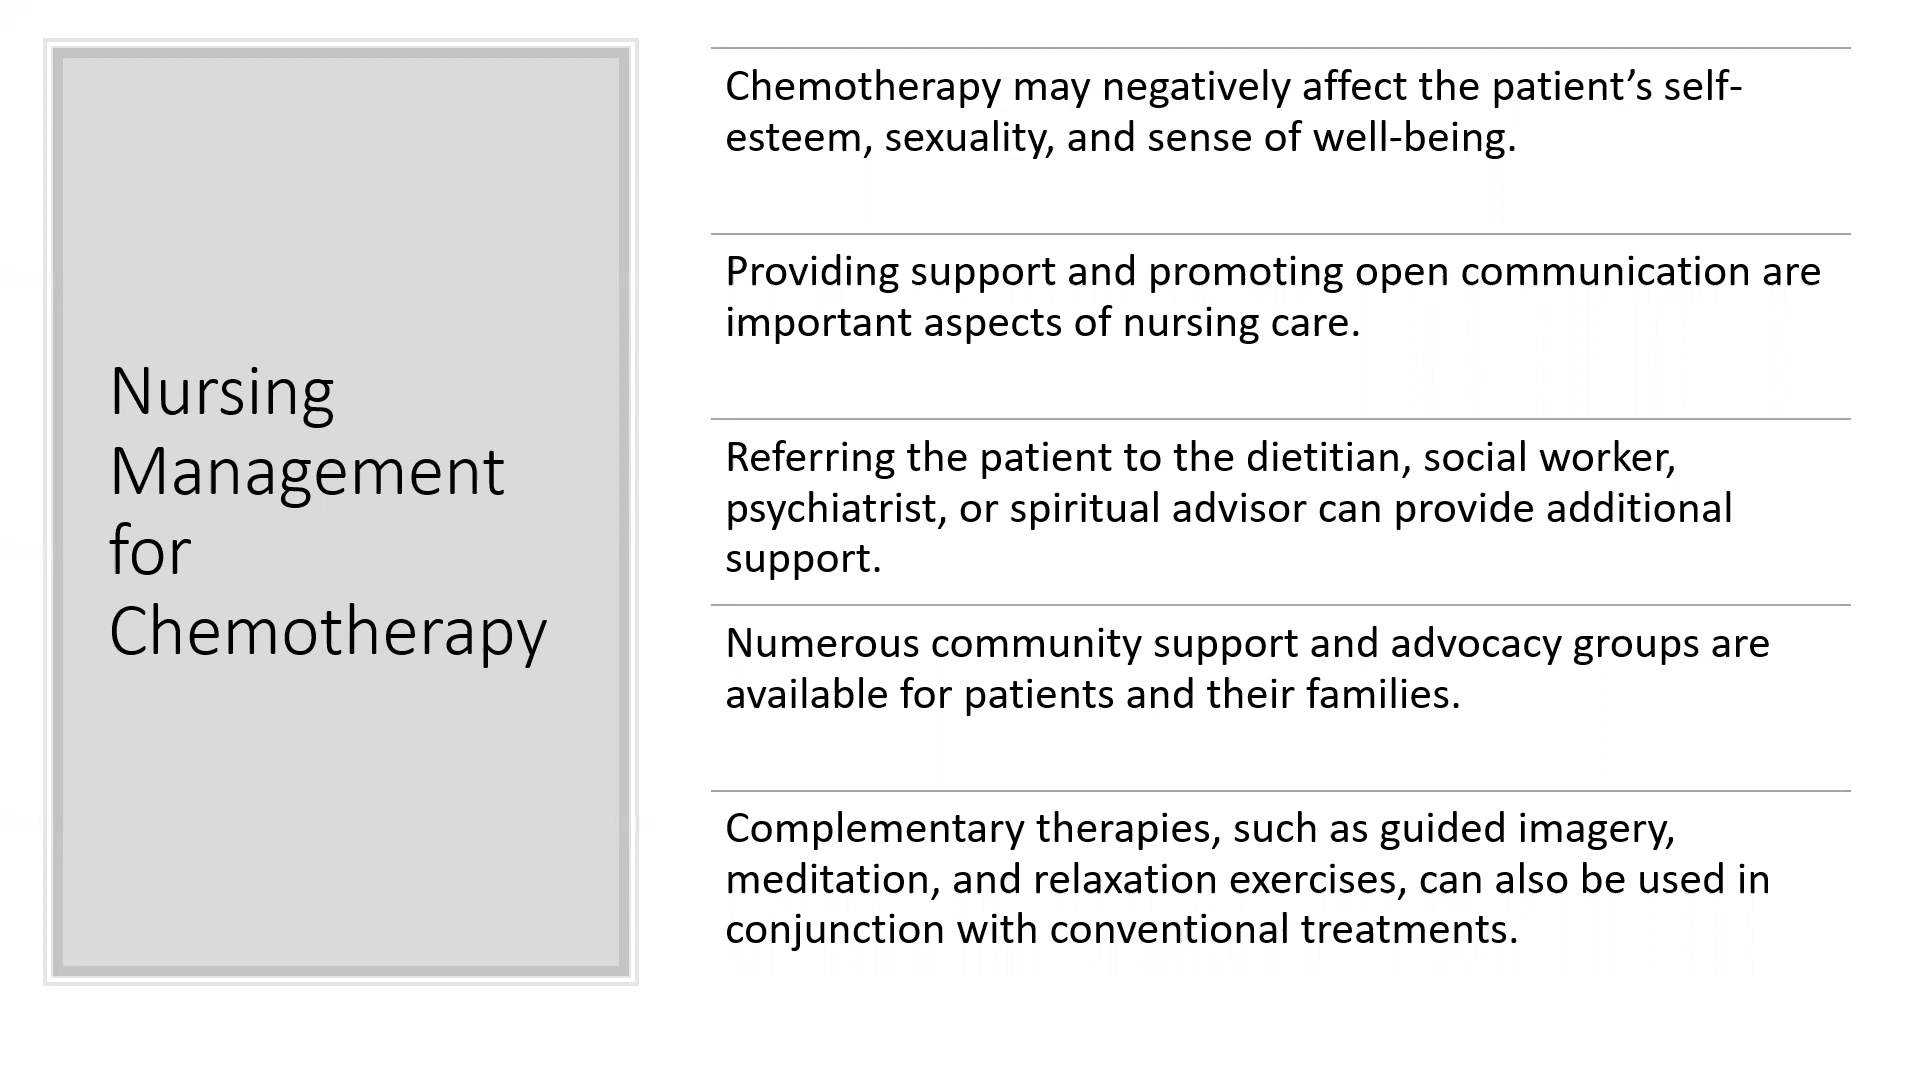 Nursing
Management
for
Chemotherapy
Chemotherapy may negatively affect the patient’s self-
esteem, sexuality, and sense of well-being.
Providing support and promoting open communication are
important aspects of nursing care.
Referring the patient to the dietitian, social worker,
psychiatrist, or spiritual advisor can provide additional
support.
Numerous community support and advocacy groups are
available for patients and their families.
Complementary therapies, such as guided imagery,
meditation, and relaxation exercises, can also be used in
conjunction with conventional treatments.